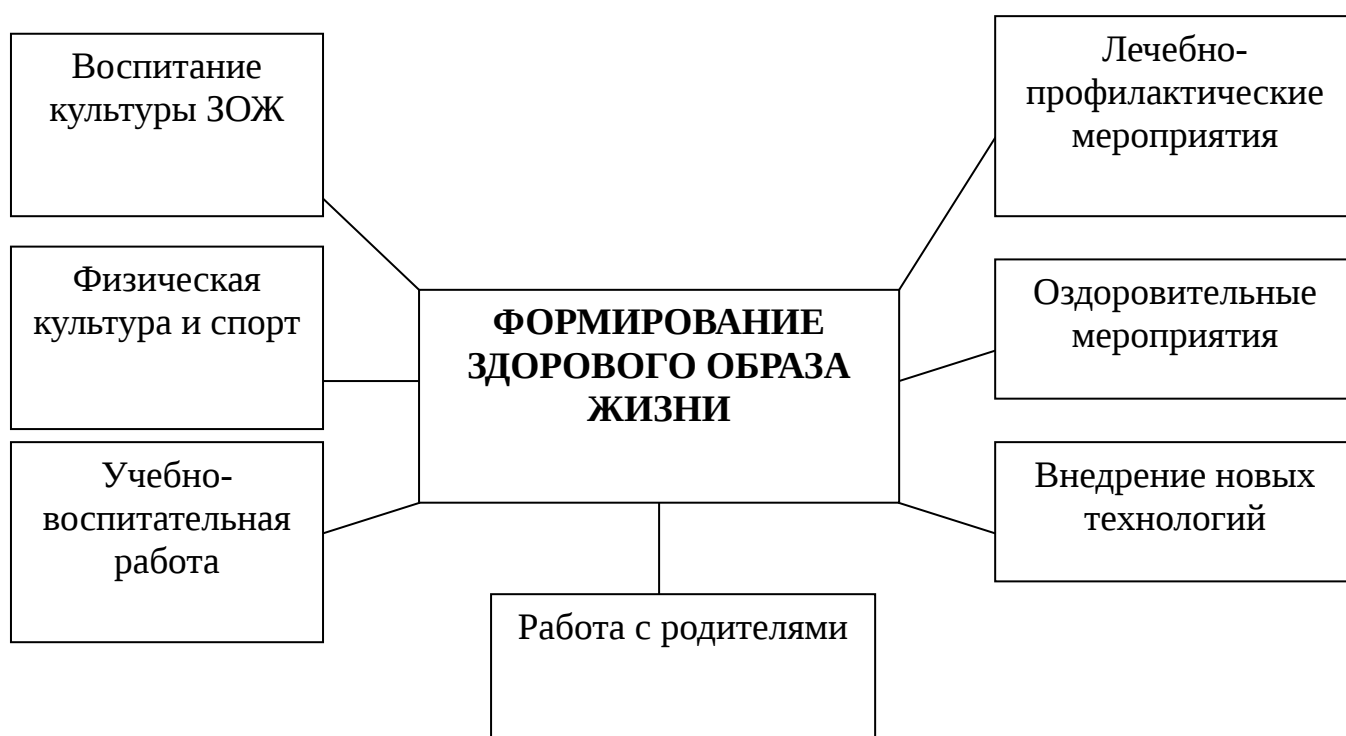 Воспитание
культуры ЗОЖ
Физическая
культура и спорт
Учебно-
воспитательная
работа
ФОРМИРОВАНИЕ
ЗДОРОВОГО ОБРАЗА
ЖИЗНИ
Работа с родителями
Лечебно-
профилактические
мероприятия
Оздоровительные
мероприятия
Внедрение новых
технологий